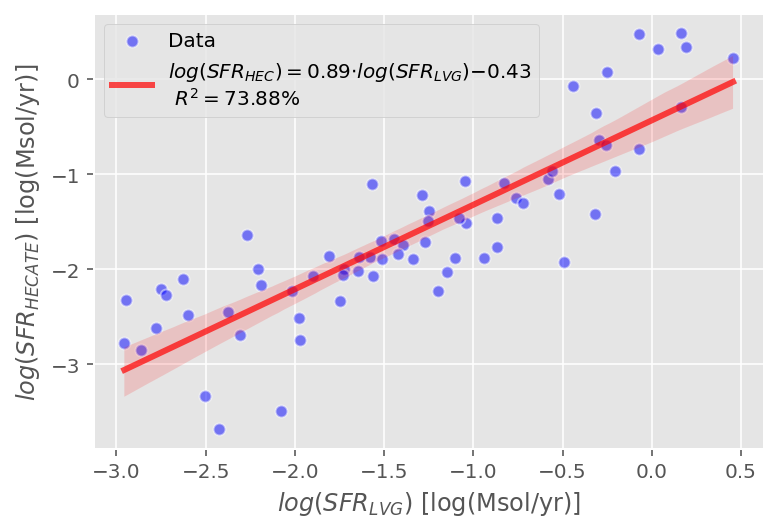 Data
log(SFR_HEC) = 0.89·log(SFR_LVG)−0.43
R² = 73.88%
0
−1
−2
−3
log(SFR_HECATE) [log(Msol/yr)]
−3.0 −2.5 −2.0 −1.5 −1.0 −0.5 0.0 0.5
log(SFR_LVG) [log(Msol/yr)]